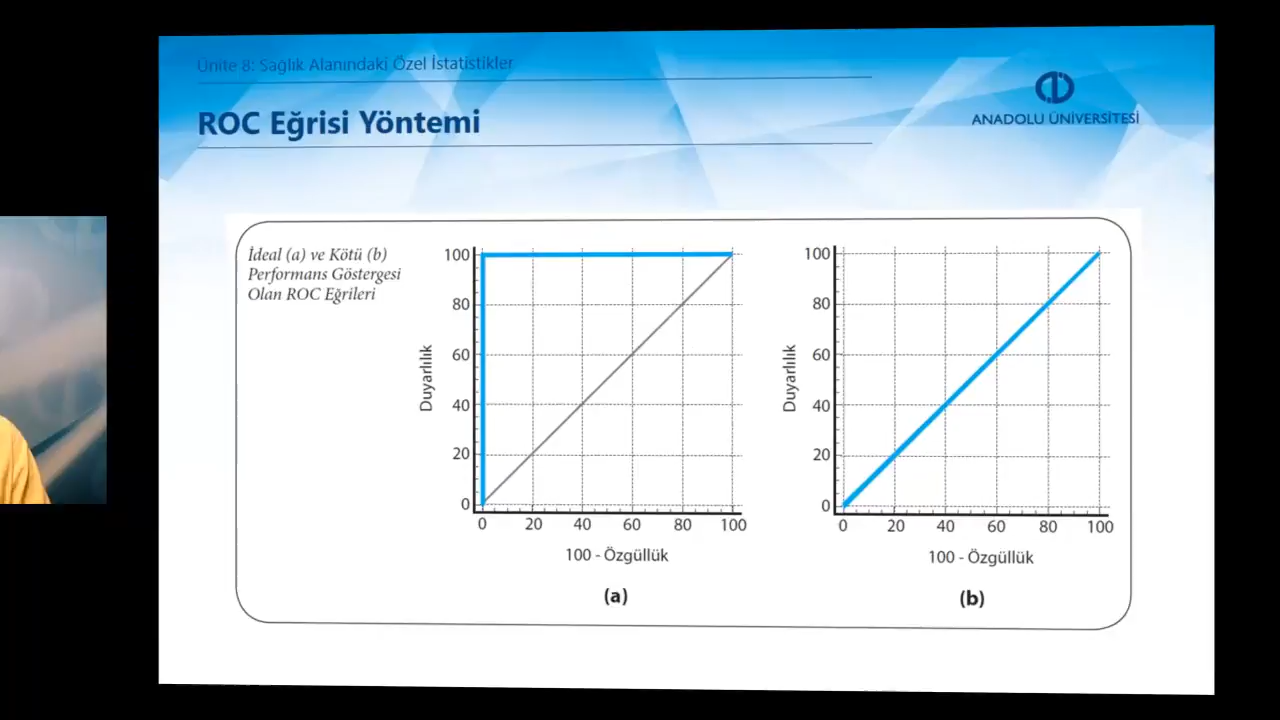 Ünite 8: Sağlık Alanındaki Özel İstatistikler
ROC Eğrisi Yöntemi
ANADOLU ÜNİVERSİTESİ
İdeal (a) ve Kötü (b)
Performans Göstergesi
Olan ROC Eğrileri
100
80
60
40
20
0
Duyarlılık
0 20 40 60 80 100
100 - Özgüllük
(a)
100
80
60
40
20
0
Duyarlılık
0 20 40 60 80 100
100 - Özgüllük
(b)